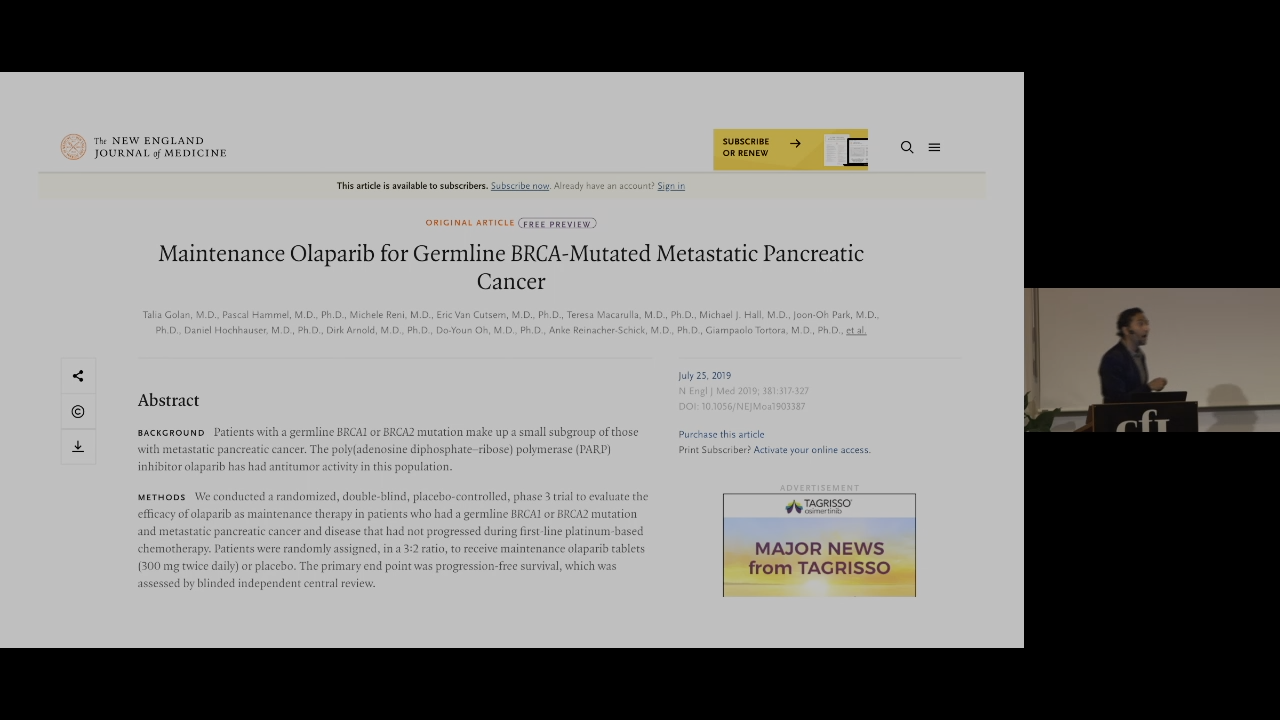 The NEW ENGLAND
JOURNAL of MEDICINE
SUBSCRIBE
OR RENEW
This article is available to subscribers. Subscribe now. Already have an account? Sign in
ORIGINAL ARTICLE FREE PREVIEW
Maintenance Olaparib for Germline BRCA-Mutated Metastatic Pancreatic
Cancer
Talia Golan, M.D., Pascal Hammel, M.D., Ph.D., Michele Reni, M.D., Eric Van Cutsem, M.D., Ph.D., Teresa Macarulla, M.D., Ph.D., Michael J. Hall, M.D., Joon-Oh Park, M.D.,
Ph.D., Daniel Hochhauser, M.D., Ph.D., Dirk Arnold, M.D., Ph.D., Do-Youn Oh, M.D., Ph.D., Anke Reinacher-Schick, M.D., Ph.D., Giampaolo Tortora, M.D., Ph.D., et al.
Abstract
BACKGROUND Patients with a germline BRCA1 or BRCA2 mutation make up a small subgroup of those
with metastatic pancreatic cancer. The poly(adenosine diphosphate–ribose) polymerase (PARP)
inhibitor olaparib has had antitumor activity in this population.
METHODS We conducted a randomized, double-blind, placebo-controlled, phase 3 trial to evaluate the
efficacy of olaparib as maintenance therapy in patients who had a germline BRCA1 or BRCA2 mutation
and metastatic pancreatic cancer and disease that had not progressed during first-line platinum-based
chemotherapy. Patients were randomly assigned, in a 3:2 ratio, to receive maintenance olaparib tablets
(300 mg twice daily) or placebo. The primary end point was progression-free survival, which was
assessed by blinded independent central review.
July 25, 2019
N Engl J Med 2019; 381:317-327
DOI: 10.1056/NEJMoa1903387
Purchase this article
Print Subscriber? Activate your online access.
ADVERTISEMENT
TAGRISSO
osimertinib
MAJOR NEWS
from TAGRISSO